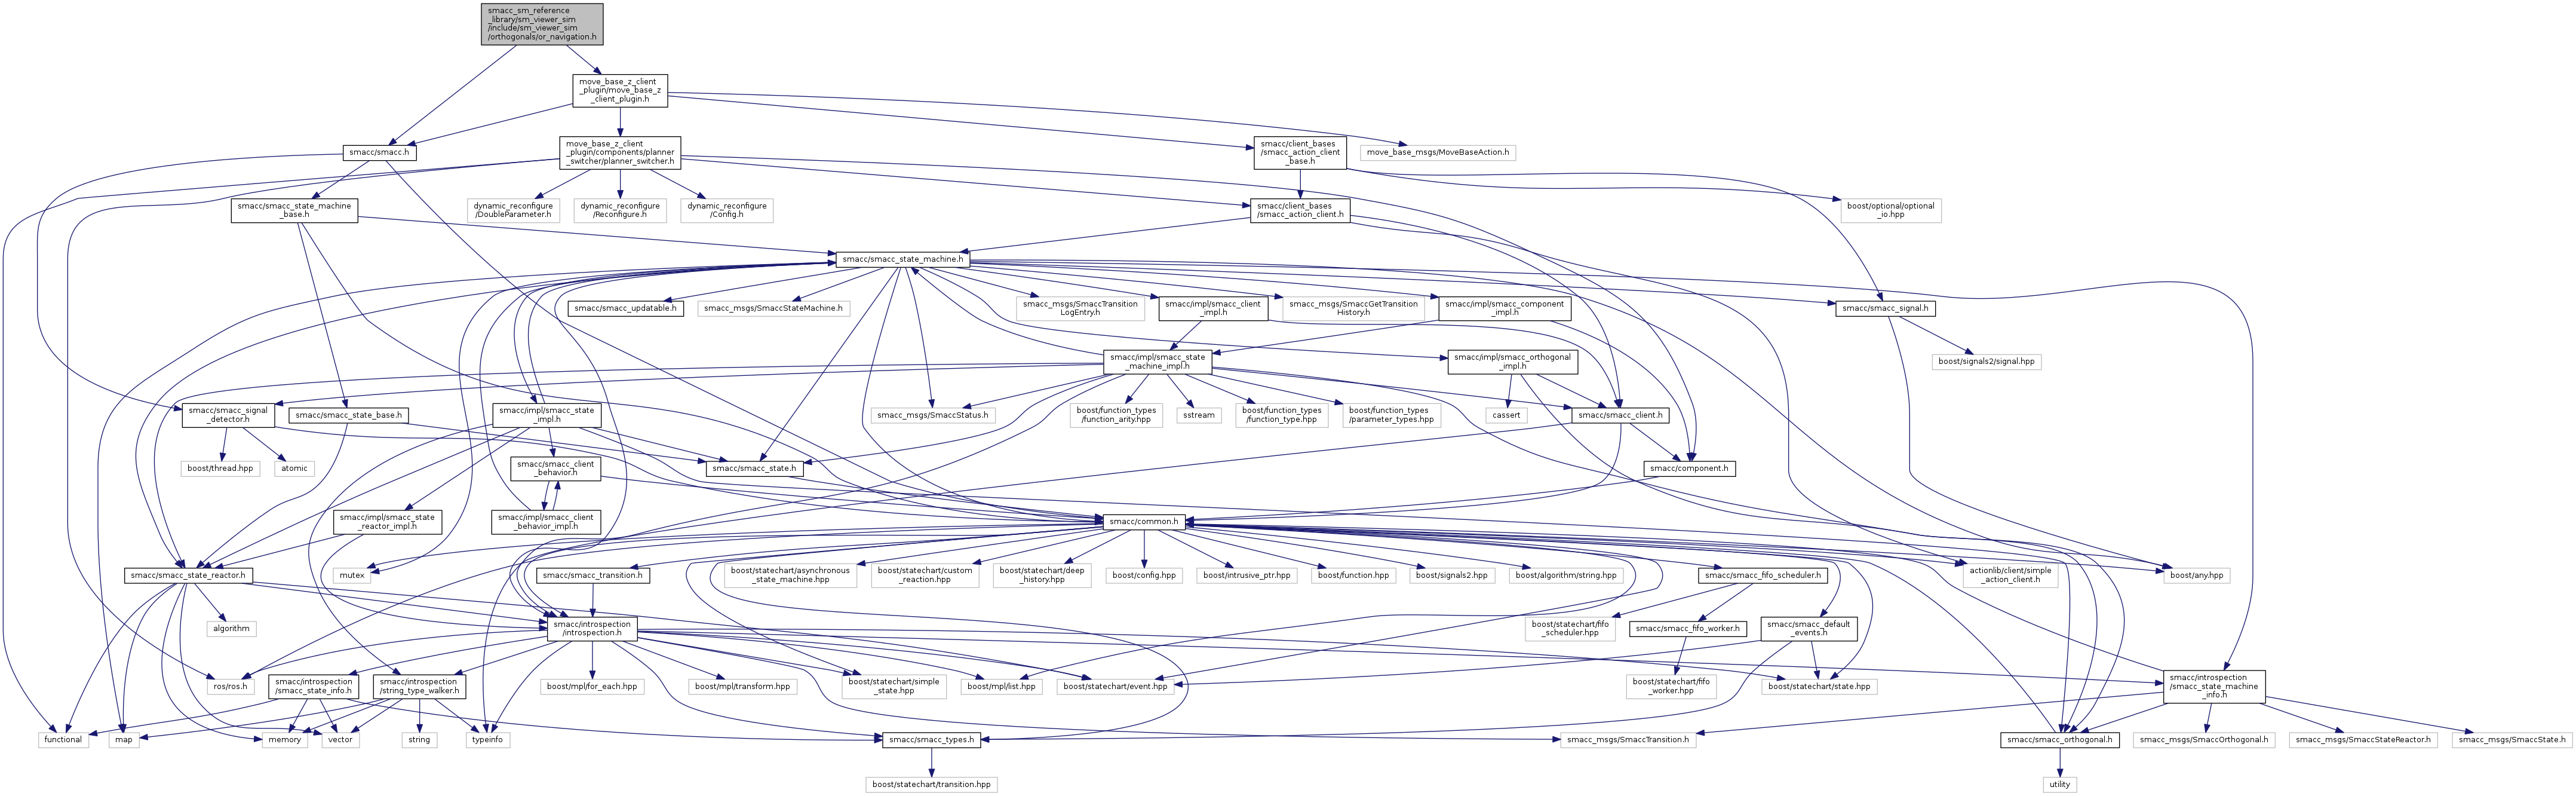 smacc_sm_reference
_library/sm_viewer_sim
/include/sm_viewer_sim
/orthogonals/or_navigation.h
move_base_z_client
_plugin/move_base_z
_client_plugin.h
smacc/smacc.h
move_base_z_client
_plugin/components/planner
_switcher/planner_switcher.h
smacc/client_bases
/smacc_action_client
_base.h
move_base_msgs/MoveBaseAction.h
smacc/smacc_state_machine
_base.h
dynamic_reconfigure
/DoubleParameter.h
dynamic_reconfigure
/Reconfigure.h
dynamic_reconfigure
/Config.h
smacc/client_bases
/smacc_action_client.h
boost/optional/optional
_io.hpp
smacc/smacc_state_machine.h
smacc/smacc_updatable.h
smacc_msgs/SmaccStateMachine.h
smacc_msgs/SmaccTransition
LogEntry.h
smacc/impl/smacc_client
_impl.h
smacc_msgs/SmaccGetTransition
History.h
smacc/impl/smacc_component
_impl.h
smacc/smacc_signal.h
smacc/impl/smacc_state
_machine_impl.h
smacc/impl/smacc_orthogonal
_impl.h
boost/signals2/signal.hpp
smacc/smacc_signal
_detector.h
smacc/smacc_state_base.h
smacc/impl/smacc_state
_impl.h
smacc_msgs/SmaccStatus.h
boost/function_types
/function_arity.hpp
sstream
boost/function_types
/function_type.hpp
boost/function_types
/parameter_types.hpp
cassert
smacc/smacc_client.h
boost/thread.hpp
atomic
smacc/smacc_client
_behavior.h
smacc/smacc_state.h
smacc/component.h
smacc/impl/smacc_state
_reactor_impl.h
smacc/impl/smacc_client
_behavior_impl.h
smacc/common.h
smacc/smacc_state_reactor.h
mutex
smacc/smacc_transition.h
boost/statechart/asynchronous
_state_machine.hpp
boost/statechart/custom
_reaction.hpp
boost/statechart/deep
_history.hpp
boost/config.hpp
boost/intrusive_ptr.hpp
boost/function.hpp
boost/signals2.hpp
boost/algorithm/string.hpp
smacc/smacc_fifo_scheduler.h
actionlib/client/simple
_action_client.h
boost/any.hpp
algorithm
smacc/introspection
/introspection.h
boost/statechart/fifo
_scheduler.hpp
smacc/smacc_fifo_worker.h
smacc/smacc_default
_events.h
ros/ros.h
smacc/introspection
/smacc_state_info.h
smacc/introspection
/string_type_walker.h
boost/mpl/for_each.hpp
boost/mpl/transform.hpp
boost/statechart/simple
_state.hpp
boost/mpl/list.hpp
boost/statechart/event.hpp
boost/statechart/fifo
_worker.hpp
boost/statechart/state.hpp
smacc/introspection
/smacc_state_machine
_info.h
functional
map
memory
vector
string
typeinfo
smacc/smacc_types.h
smacc_msgs/SmaccTransition.h
smacc/smacc_orthogonal.h
smacc_msgs/SmaccOrthogonal.h
smacc_msgs/SmaccStateReactor.h
smacc_msgs/SmaccState.h
boost/statechart/transition.hpp
utility